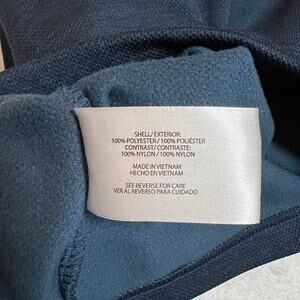 SHELL/ EXTERIOR:
100% POLYESTER / 100% POLIÉSTER
CONTRAST/ CONTRASTE:
100% NYLON / 100% NYLON
MADE IN VIETNAM
HECHO EN VIETNAM
SEE REVERSE FOR CARE
VER AL REVERSO PARA CUIDADO